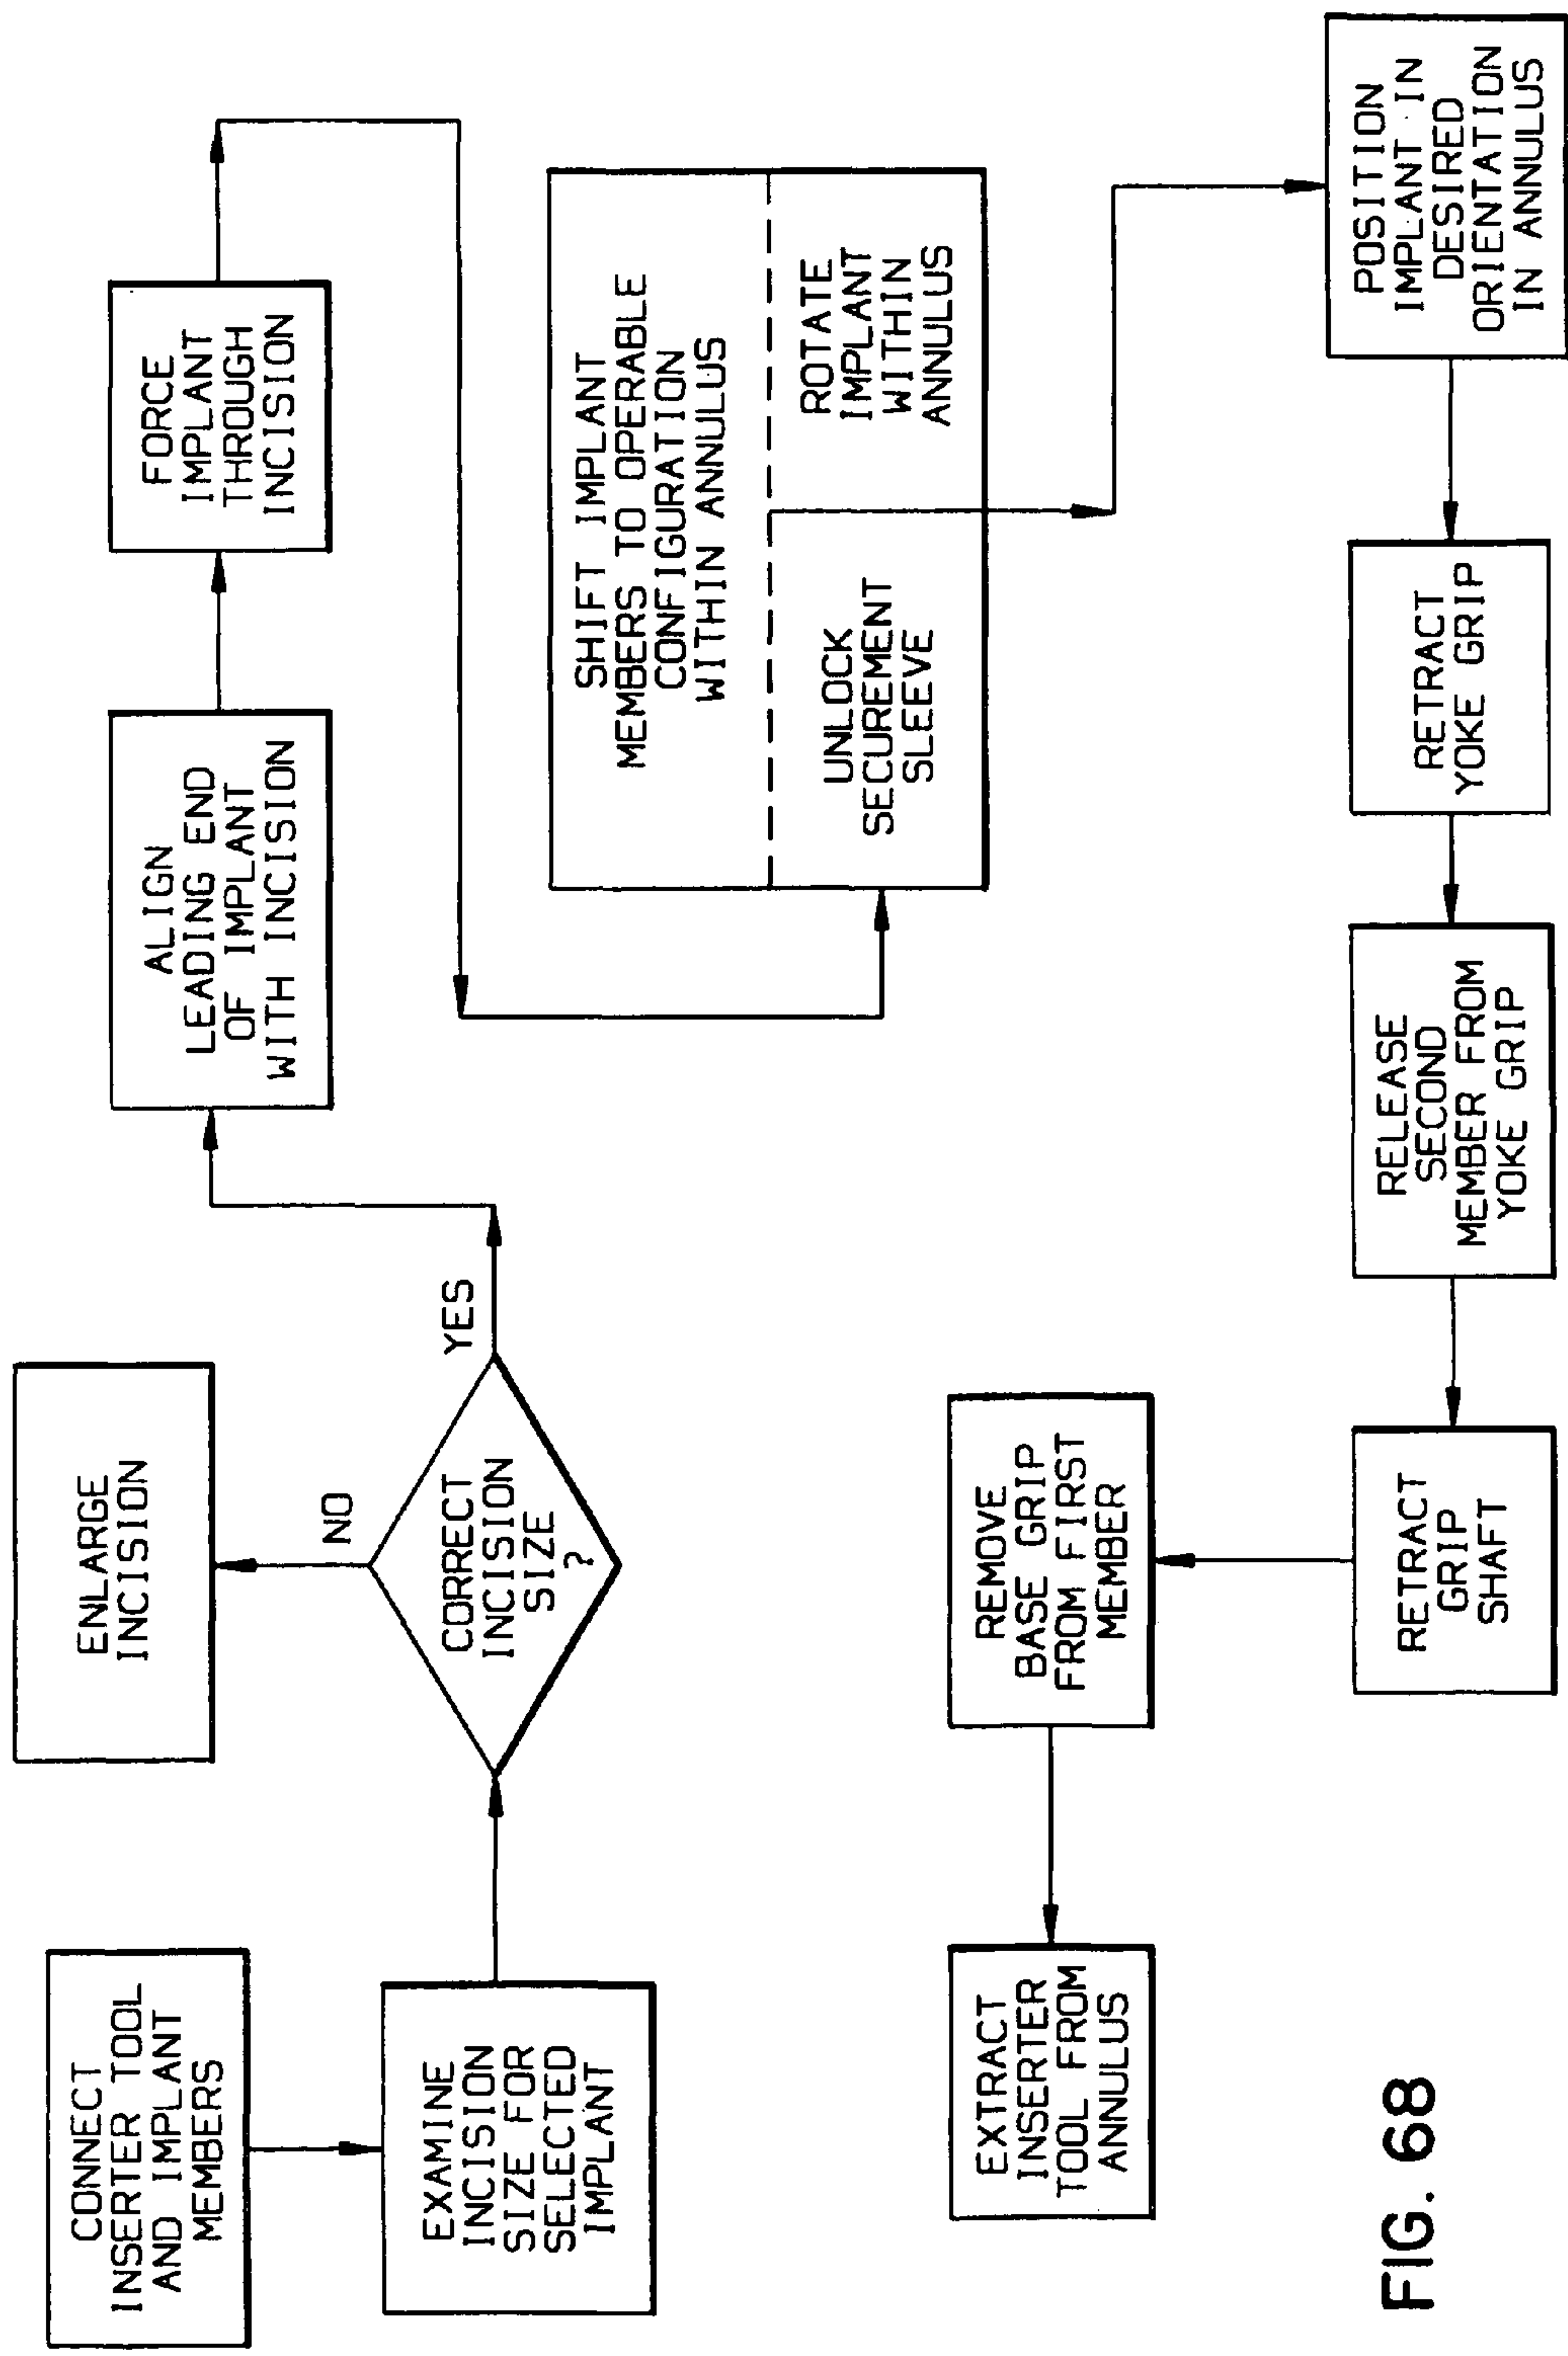 CONNECT
INSERTER TOOL
AND IMPLANT
MEMBERS
EXAMINE
INCISION
SIZE FOR
SELECTED
IMPLANT
CORRECT
INCISION
SIZE
?
NO
ENLARGE
INCISION
YES
ALIGN
LEADING END
OF IMPLANT
WITH INCISION
FORCE
IMPLANT
THROUGH
INCISION
SHIFT IMPLANT
MEMBERS TO OPERABLE
CONFIGURATION
WITHIN ANNULUS
UNLOCK
SECUREMENT
SLEEVE
ROTATE
IMPLANT
WITHIN
ANNULUS
POSITION
IMPLANT IN
DESIRED
ORIENTATION
IN ANNULUS
RETRACT
YOKE GRIP
RELEASE
SECOND
MEMBER FROM
YOKE GRIP
RETRACT
GRIP
SHAFT
REMOVE
BASE GRIP
FROM FIRST
MEMBER
EXTRACT
INSERTER
TOOL FROM
ANNULUS
FIG. 68